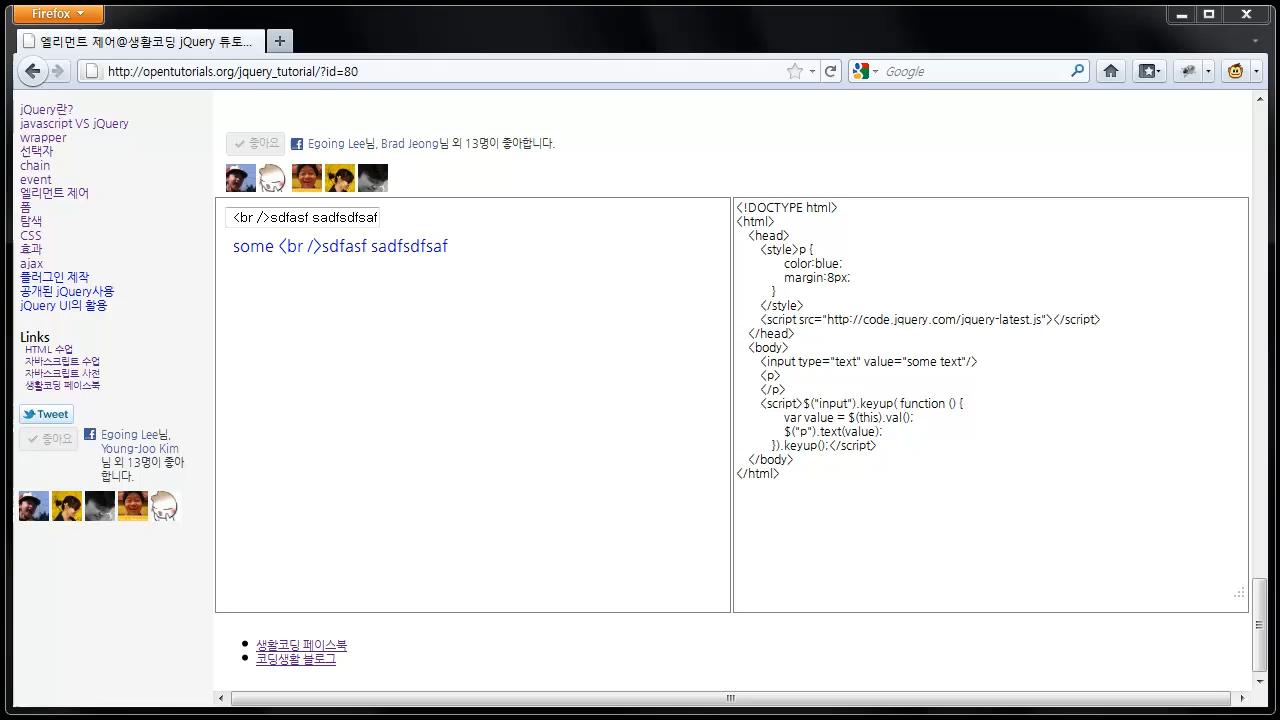 Firefox
엘리먼트 제어@생활코딩 jQuery 튜토...
http://opentutorials.org/jquery_tutorial/?id=80
Google
jQuery란?
javascript VS jQuery
wrapper
선택자
chain
event
엘리먼트 제어
폼
탐색
CSS
효과
ajax
플러그인 제작
공개된 jQuery사용
jQuery UI의 활용
Links
HTML 수업
자바스크립트 수업
자바스크립트 사전
생활코딩 페이스북
Tweet
좋아요
Egoing Lee님,
Young-Joo Kim
님 외 13명이 좋아
합니다.
좋아요
Egoing Lee님, Brad Jeong님 외 13명이 좋아합니다.
<br />sdfasf sadfsdfsaf
some <br />sdfasf sadfsdfsaf
<!DOCTYPE html>
<html>
<head>
<style>p {
color:blue;
margin:8px;
}
</style>
<script src="http://code.jquery.com/jquery-latest.js"></script>
</head>
<body>
<input type="text" value="some text"/>
<p>
</p>
<script>$("input").keyup( function () {
var value = $(this).val();
$("p").text(value);
}).keyup();</script>
</body>
</html>
생활코딩 페이스북
코딩생활 블로그